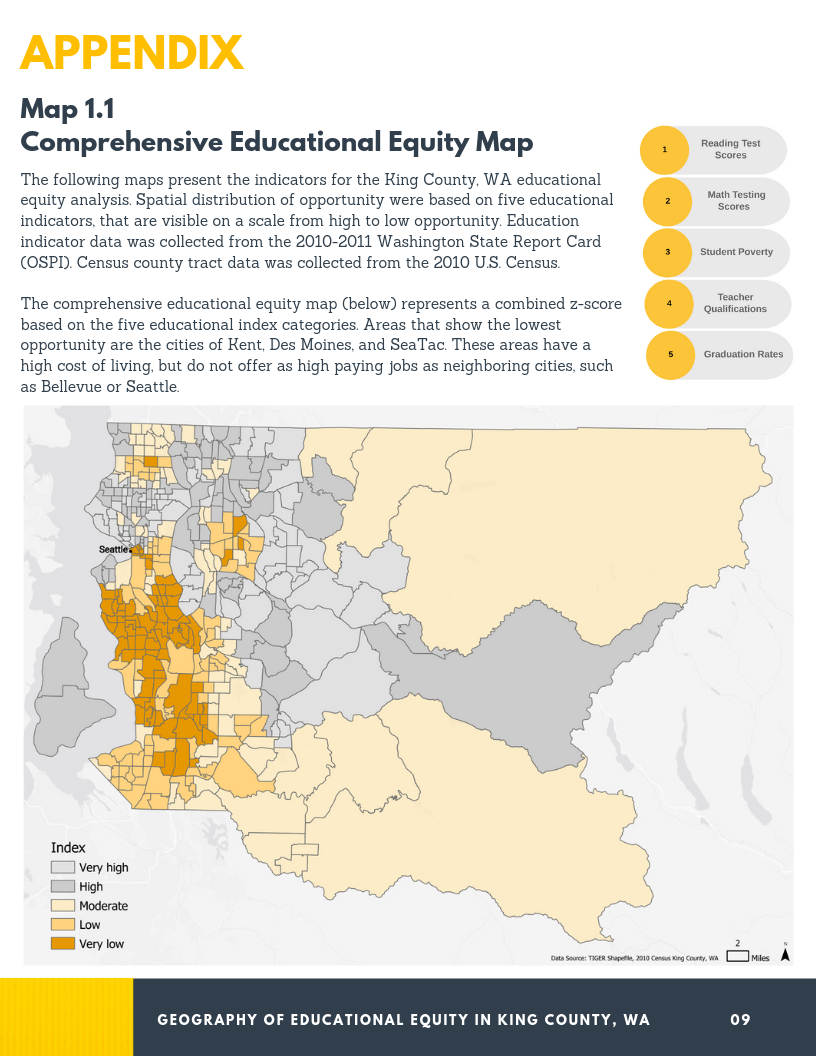 APPENDIX
Map 1.1
Comprehensive Educational Equity Map
The following maps present the indicators for the King County, WA educational
equity analysis. Spatial distribution of opportunity were based on five educational
indicators, that are visible on a scale from high to low opportunity. Education
indicator data was collected from the 2010-2011 Washington State Report Card
(OSPI). Census county tract data was collected from the 2010 U.S. Census.
The comprehensive educational equity map (below) represents a combined z-score
based on the five educational index categories. Areas that show the lowest
opportunity are the cities of Kent, Des Moines, and SeaTac. These areas have a
high cost of living, but do not offer as high paying jobs as neighboring cities, such
as Bellevue or Seattle.
1
Reading Test
Scores
2
Math Testing
Scores
3
Student Poverty
4
Teacher
Qualifications
5
Graduation Rates
Seattle
Index
Very high
High
Moderate
Low
Very low
Data Source: TIGER Shapefile, 2010 Census King County, WA
2
Miles
N
GEOGRAPHY OF EDUCATIONAL EQUITY IN KING COUNTY, WA
09